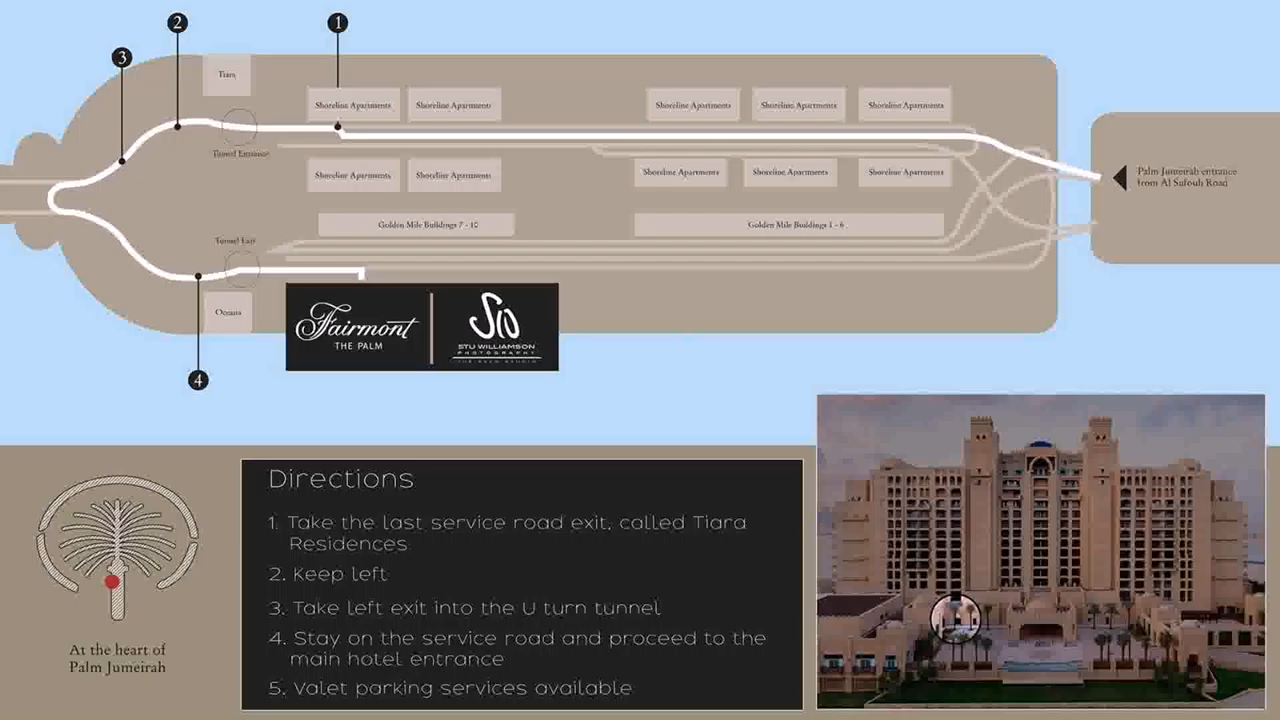 2
1
3
Tiara
Shoreline Apartments
Shoreline Apartments
Shoreline Apartments
Shoreline Apartments
Shoreline Apartments
Tunnel Entrance
Shoreline Apartments
Shoreline Apartments
Shoreline Apartments
Shoreline Apartments
Shoreline Apartments
Palm Jumeirah entrance
from Al Sufouh Road
Golden Mile Buildings 7 - 10
Golden Mile Buildings 1 - 6
Tunnel Exit
Oceana
4
Fairmont
THE PALM
SW
STU WILLIAMSON
PHOTOGRAPHY
Directions
1. Take the last service road exit, called Tiara
Residences
2. Keep left
3. Take left exit into the U turn tunnel
4. Stay on the service road and proceed to the
main hotel entrance
5. Valet parking services available
At the heart of
Palm Jumeirah